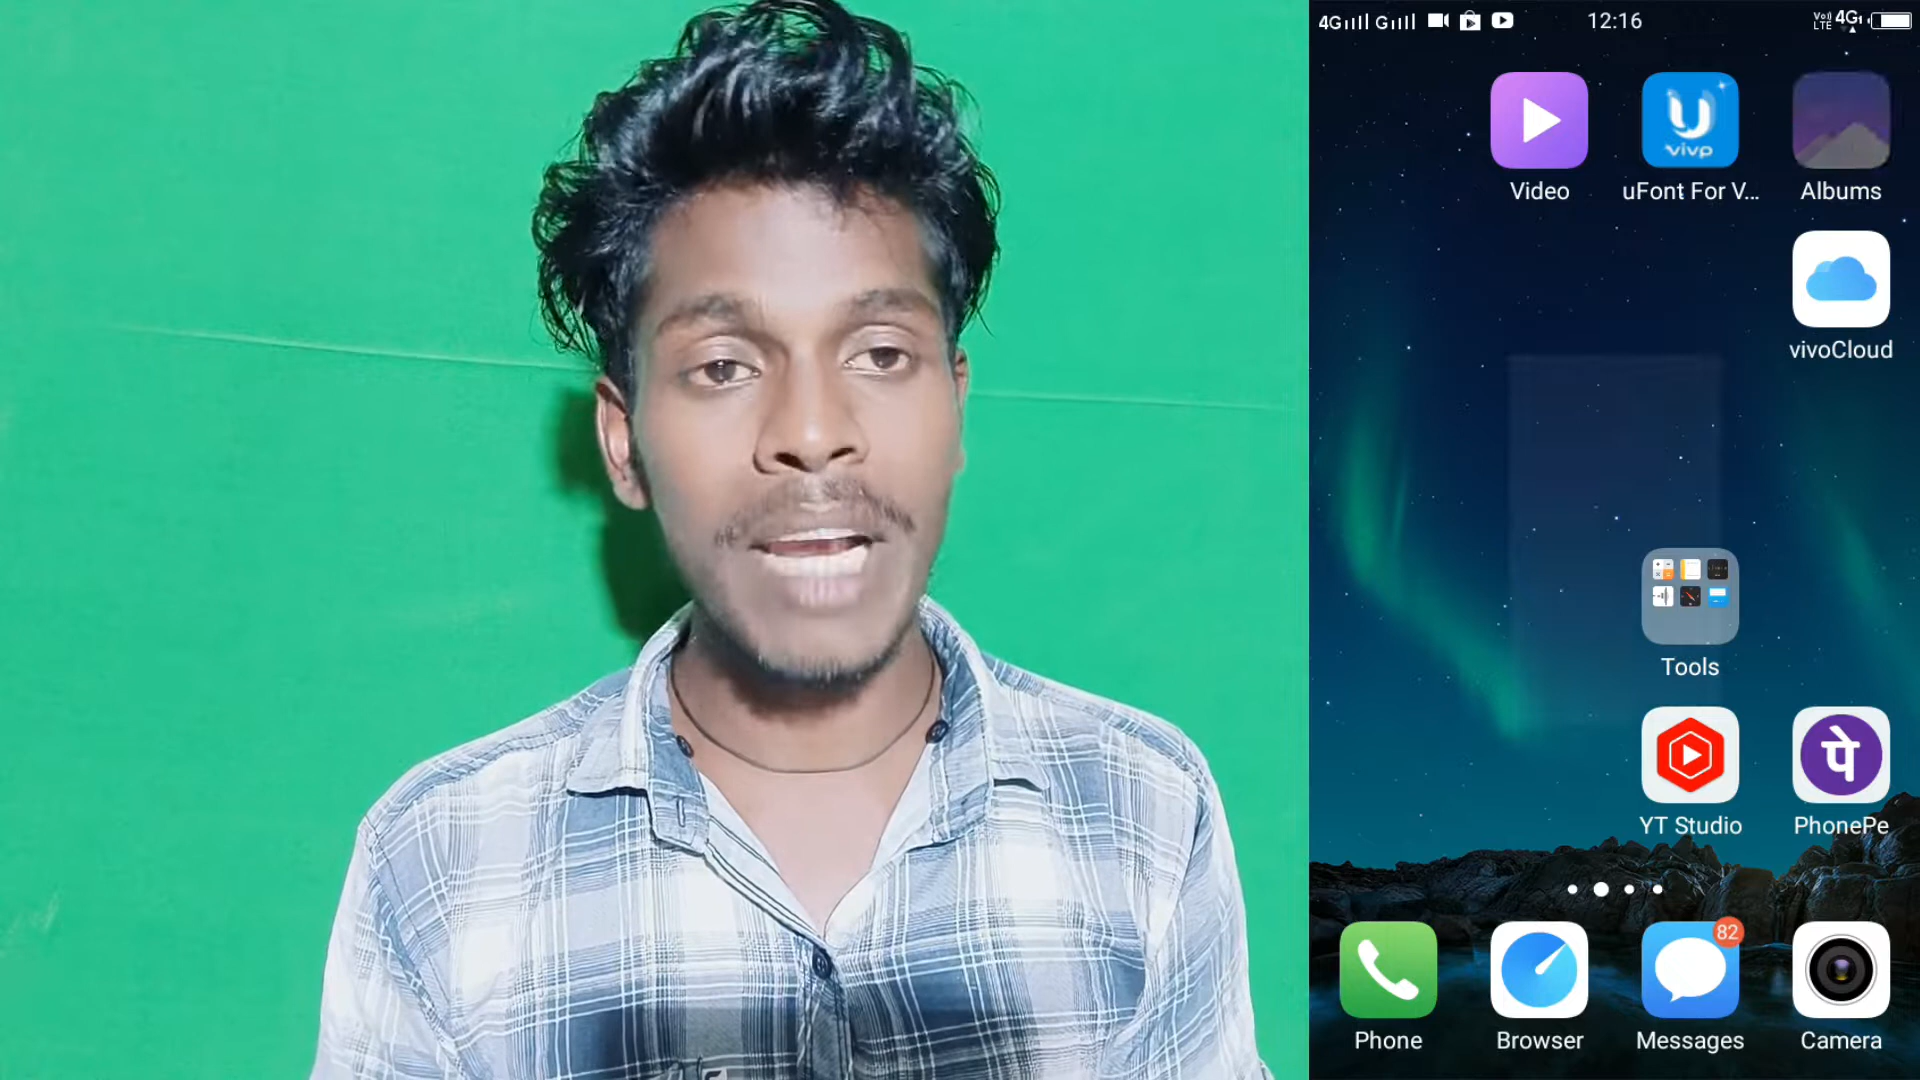 4G G 12:16 VoLTE 4G
vivo
Video uFont For V... Albums
vivoCloud
Tools
पे
YT Studio PhonePe
82
Phone Browser Messages Camera